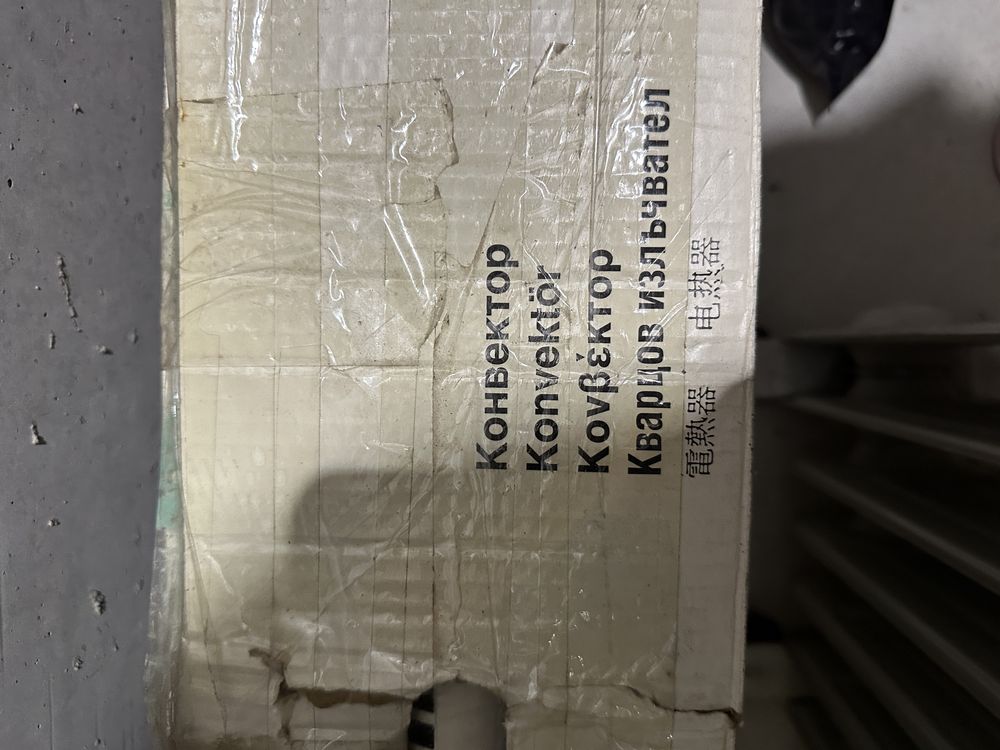 Конвектор
Konvektör
Κονβέκτορ
Кварцов излъчвател
電熱器 电热器